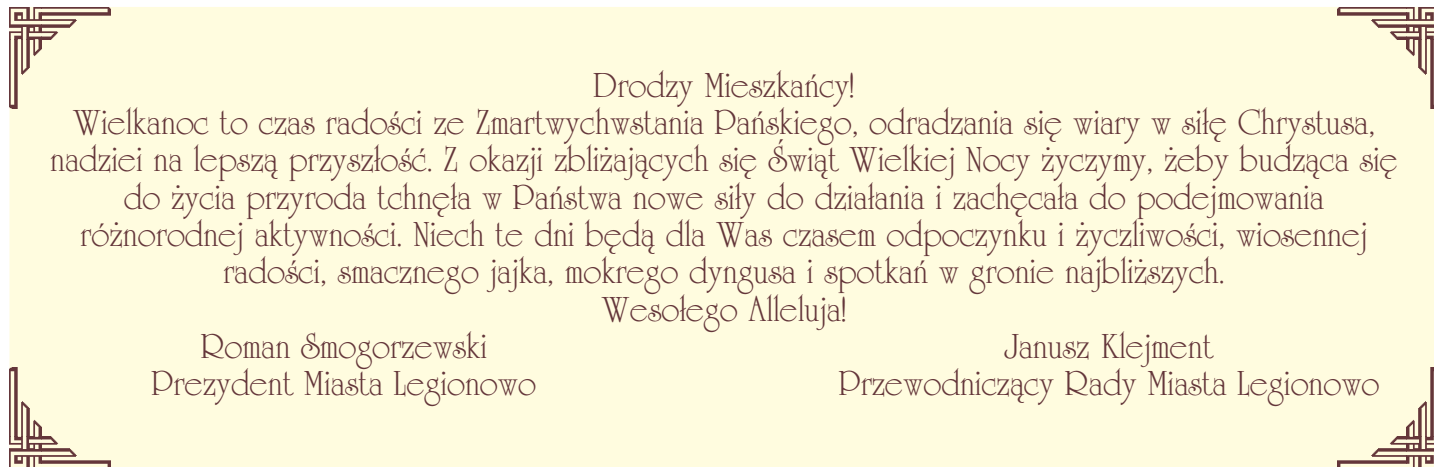 Drodzy Mieszkańcy!
Wielkanoc to czas radości ze Zmartwychwstania Pańskiego, odradzania się wiary w siłę Chrystusa,
nadziei na lepszą przyszłość. Z okazji zbliżających się Świąt Wielkiej Nocy życzymy, żeby budząca się
do życia przyroda tchnęła w Państwa nowe siły do działania i zachęcała do podejmowania
różnorodnej aktywności. Niech te dni będą dla Was czasem odpoczynku i życzliwości, wiosennej
radości, smacznego jajka, mokrego dyngusa i spotkań w gronie najbliższych.
Wesołego Alleluja!
Roman Smogorzewski Janusz Klejment
Prezydent Miasta Legionowo Przewodniczący Rady Miasta Legionowo